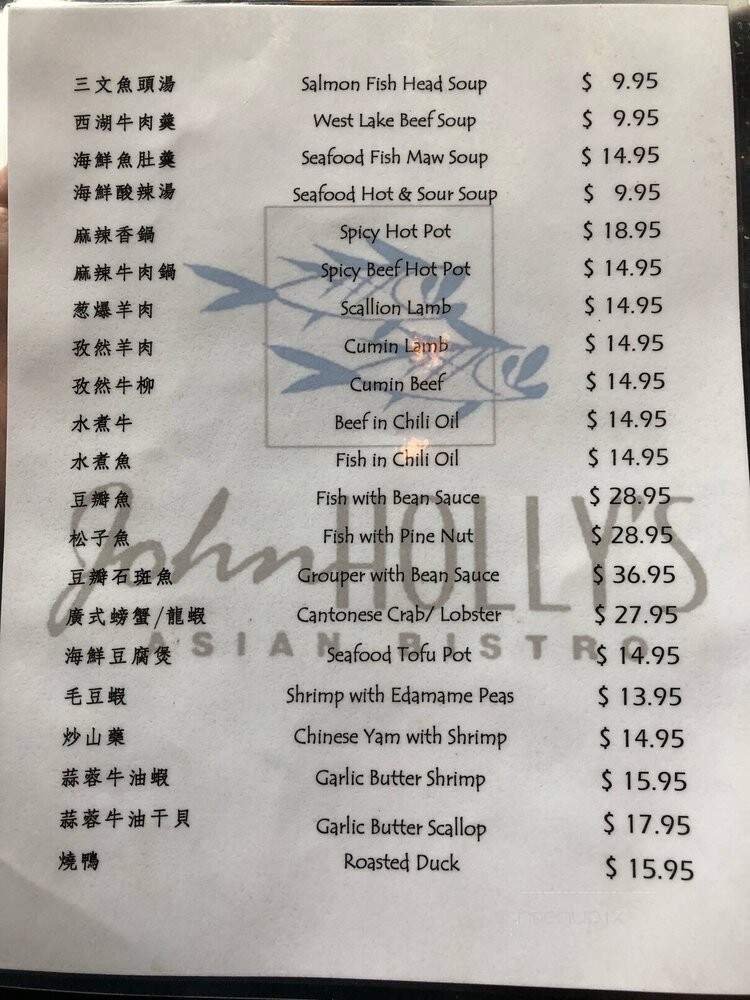 三文魚頭湯 Salmon Fish Head Soup $ 9.95
西湖牛肉羹 West Lake Beef Soup $ 9.95
海鮮魚肚羹 Seafood Fish Maw Soup $ 14.95
海鮮酸辣湯 Seafood Hot & Sour Soup $ 9.95
麻辣香鍋 Spicy Hot Pot $ 18.95
麻辣牛肉鍋 Spicy Beef Hot Pot $ 14.95
葱爆羊肉 Scallion Lamb $ 14.95
孜然羊肉 Cumin Lamb $ 14.95
孜然牛柳 Cumin Beef $ 14.95
水煮牛 Beef in Chili Oil $ 14.95
水煮魚 Fish in Chili Oil $ 14.95
豆瓣魚 Fish with Bean Sauce $ 28.95
松子魚 Fish with Pine Nut $ 28.95
豆瓣石斑魚 Grouper with Bean Sauce $ 36.95
John HOLLY'S
廣式螃蟹/龍蝦 Cantonese Crab/ Lobster $ 27.95
ASIAN BISTRO
海鮮豆腐煲 Seafood Tofu Pot $ 14.95
毛豆蝦 Shrimp with Edamame Peas $ 13.95
炒山藥 Chinese Yam with Shrimp $ 14.95
蒜蓉牛油蝦 Garlic Butter Shrimp $ 15.95
蒜蓉牛油干貝 Garlic Butter Scallop $ 17.95
燒鴨 Roasted Duck $ 15.95